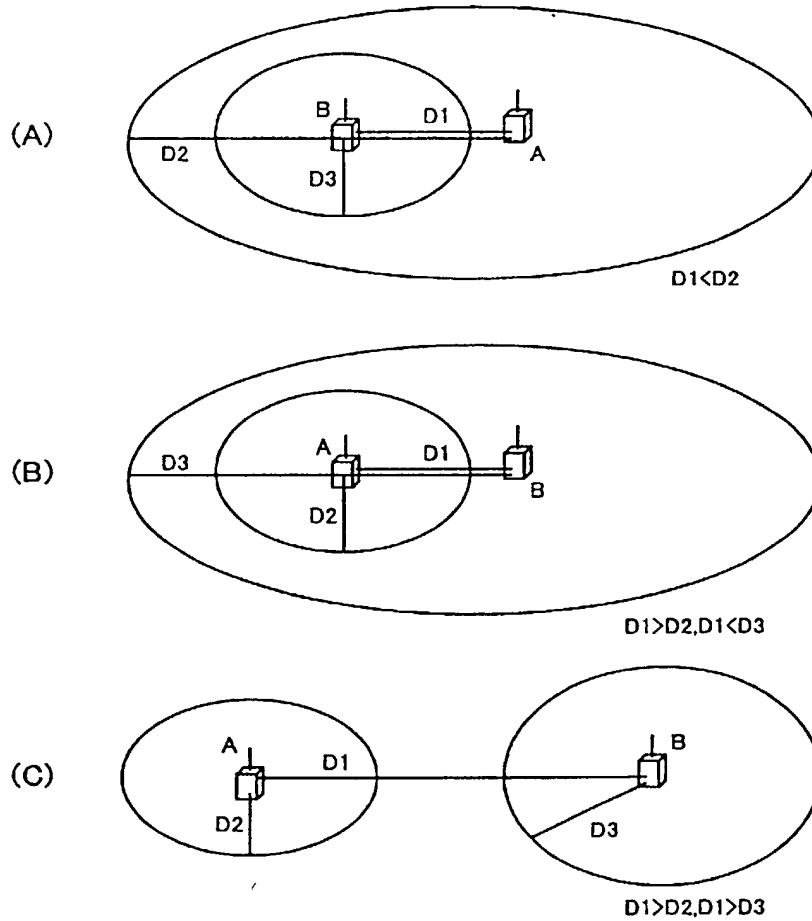 (A)
B
D1
A
D2
D3
D1<D2
(B)
A
D1
B
D3
D2
D1>D2,D1<D3
(C)
A
D1
B
D2
D3
D1>D2,D1>D3